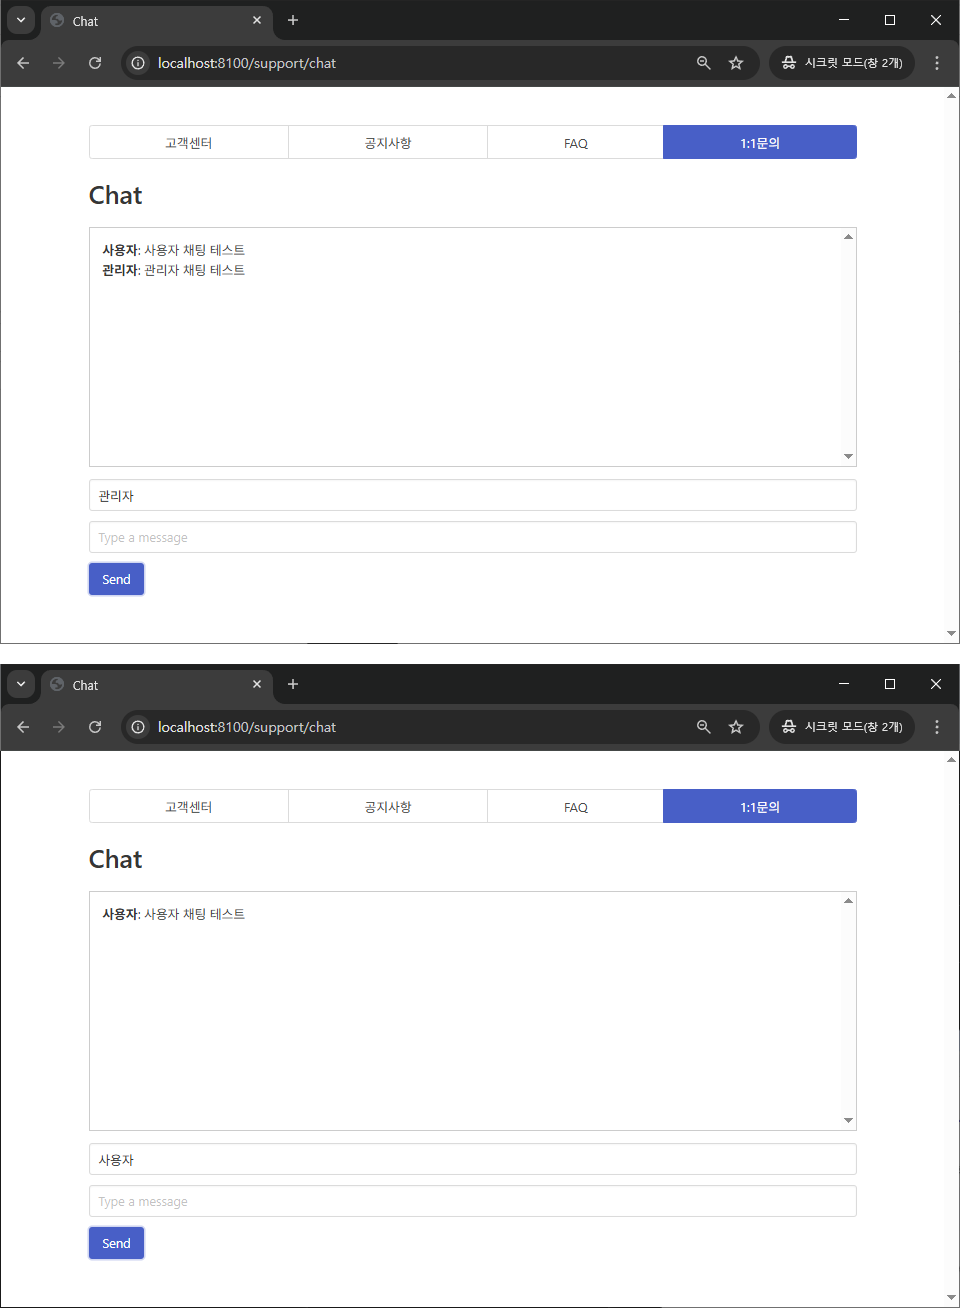 Chat
localhost:8100/support/chat
시크릿 모드(창 2개)
고객센터 공지사항 FAQ 1:1문의
Chat
사용자: 사용자 채팅 테스트
관리자: 관리자 채팅 테스트
관리자
Type a message
Send
Chat
localhost:8100/support/chat
시크릿 모드(창 2개)
고객센터 공지사항 FAQ 1:1문의
Chat
사용자: 사용자 채팅 테스트
사용자
Type a message
Send